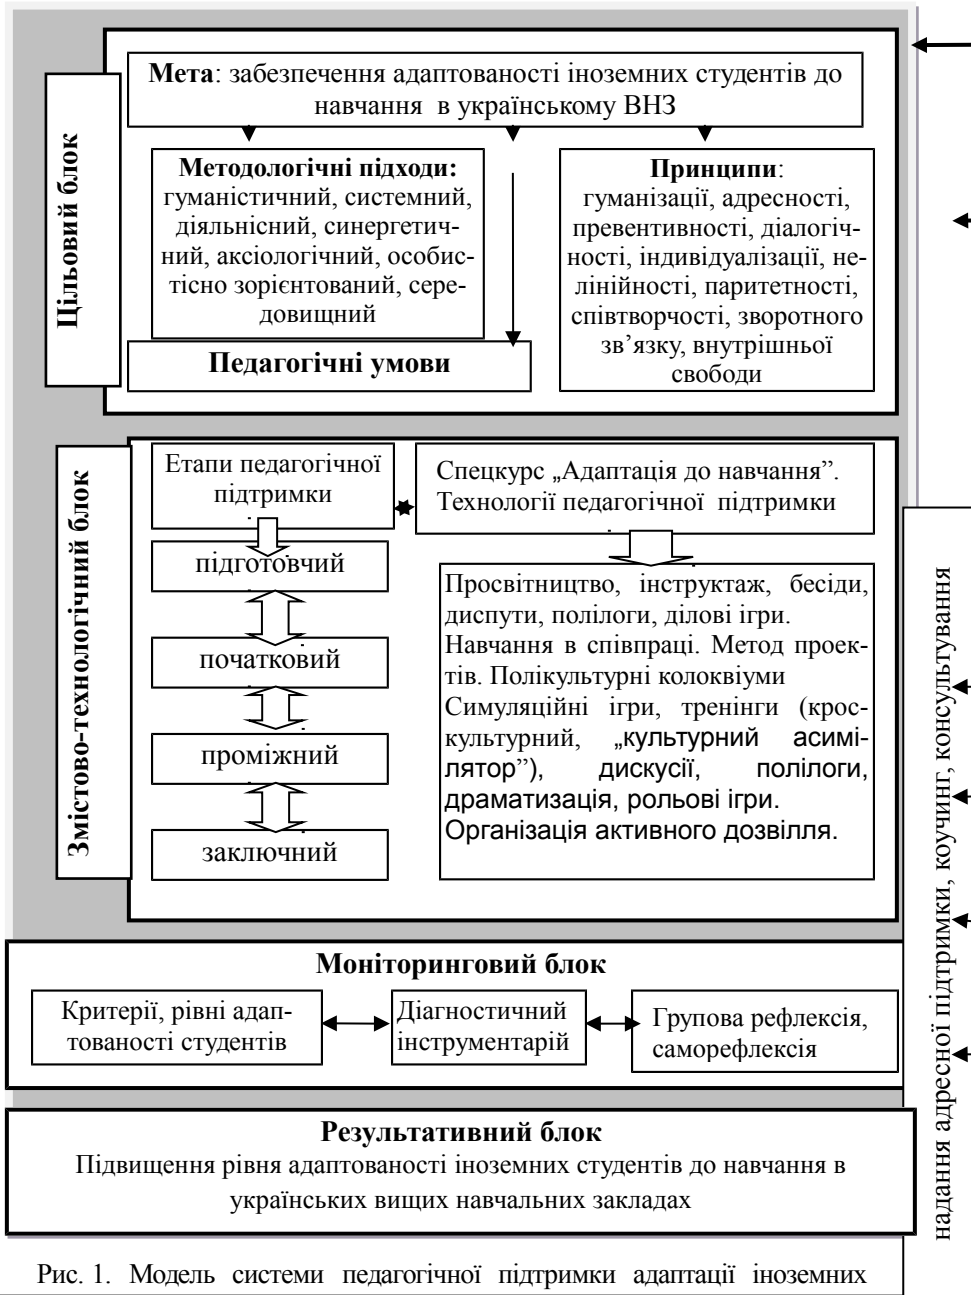 Цільовий блок
Мета: забезпечення адаптованості іноземних студентів до
навчання в українському ВНЗ
Методологічні підходи:
гуманістичний, системний,
діяльнісний, синергетич-
ний, аксіологічний, особис-
тісно зорієнтований, сере-
довищний
Принципи:
гуманізації, адресності,
превентивності, діалогіч-
ності, індивідуалізації, не-
лінійності, паритетності,
співтворчості, зворотного
зв’язку, внутрішньої
свободи
Педагогічні умови
Змістово-технологічний блок
Етапи педагогічної
підтримки
підготовчий
початковий
проміжний
заключний
Спецкурс „Адаптація до навчання”.
Технології педагогічної підтримки
Просвітництво, інструктаж, бесіди,
диспути, полілоги, ділові ігри.
Навчання в співпраці. Метод проек-
тів. Полікультурні колоквіуми
Симуляційні ігри, тренінги (крос-
культурний, „культурний асимі-
лятор”), дискусії, полілоги,
драматизація, рольові ігри.
Організація активного дозвілля.
надання адресної підтримки, коучинг, консультування
Моніторинговий блок
Критерії, рівні адап-
тованості студентів
Діагностичний
інструментарій
Групова рефлексія,
саморефлексія
Результативний блок
Підвищення рівня адаптованості іноземних студентів до навчання в
українських вищих навчальних закладах
Рис. 1. Модель системи педагогічної підтримки адаптації іноземних